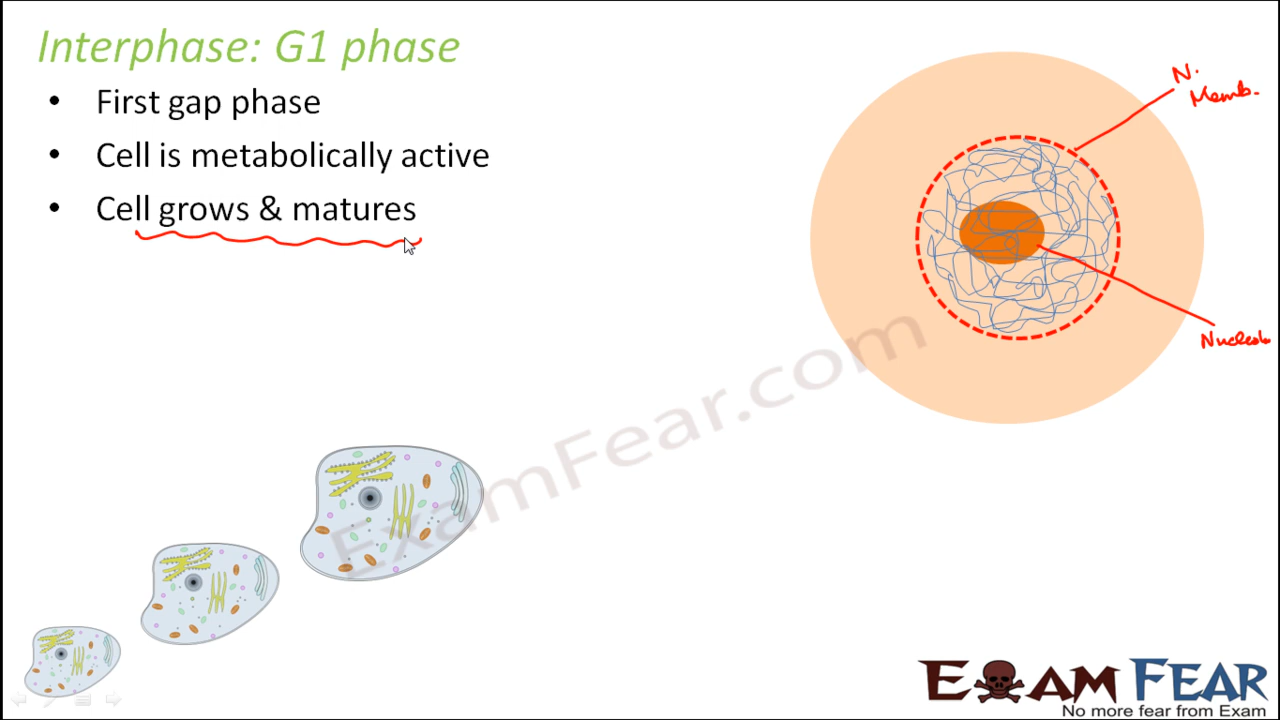 Interphase: G1 phase
• First gap phase
• Cell is metabolically active
• Cell grows & matures
N.
Memb.
ExamFear.com
EXAM FEAR
No more fear from Exam